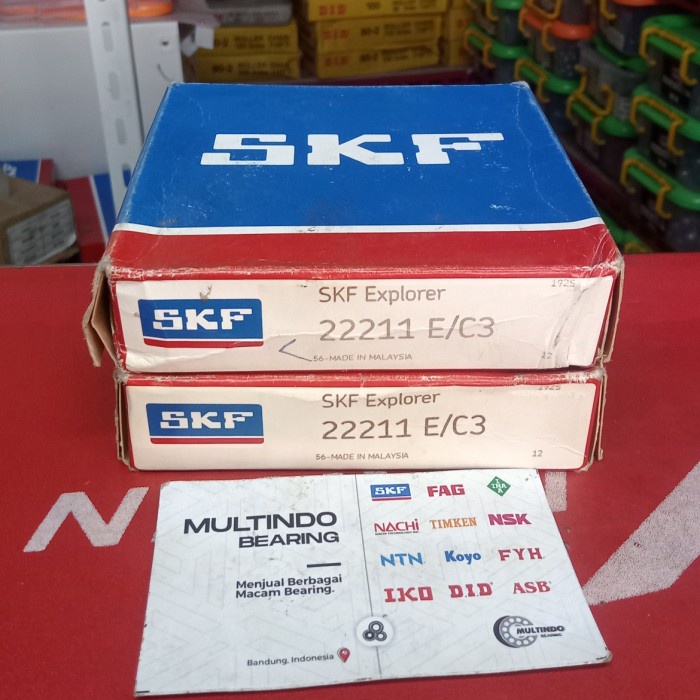 D.I.D
SKF
SKF
SKF Explorer
1725
22211 E/C3
56-MADE IN MALAYSIA
12
SKF
SKF Explorer
22211 E/C3
56-MADE IN MALAYSIA
12
MULTINDO
BEARING
Menjual Berbagai
Macam Bearing.
Bandung, Indonesia
SKF FAG INA
NACHi TIMKEN NSK
NTN Koyo FYH
IKO D.I.D ASB
MULTINDO
BEARING